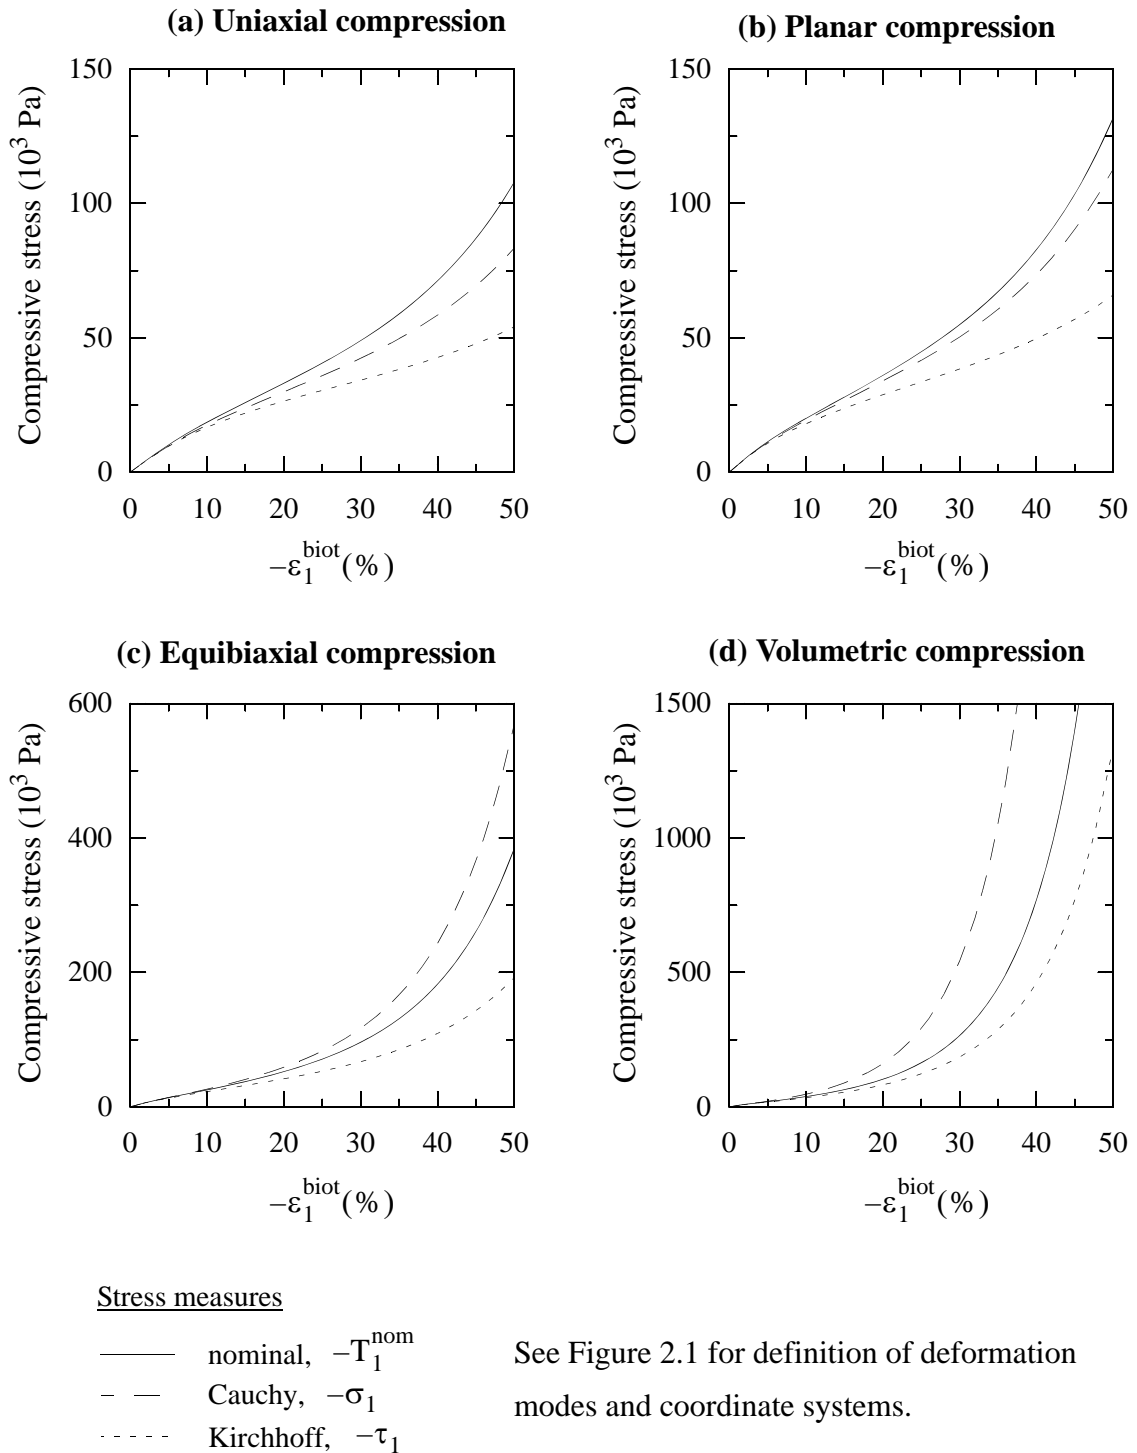 (a) Uniaxial compression
150
100
50
0
Compressive stress (10³ Pa)
0 10 20 30 40 50
−ε₁^biot (%)
(b) Planar compression
150
100
50
0
Compressive stress (10³ Pa)
0 10 20 30 40 50
−ε₁^biot (%)
(c) Equibiaxial compression
600
400
200
0
Compressive stress (10³ Pa)
0 10 20 30 40 50
−ε₁^biot (%)
(d) Volumetric compression
1500
1000
500
0
Compressive stress (10³ Pa)
0 10 20 30 40 50
−ε₁^biot (%)
Stress measures
nominal, −T₁^nom
Cauchy, −σ₁
Kirchhoff, −τ₁
See Figure 2.1 for definition of deformation
modes and coordinate systems.